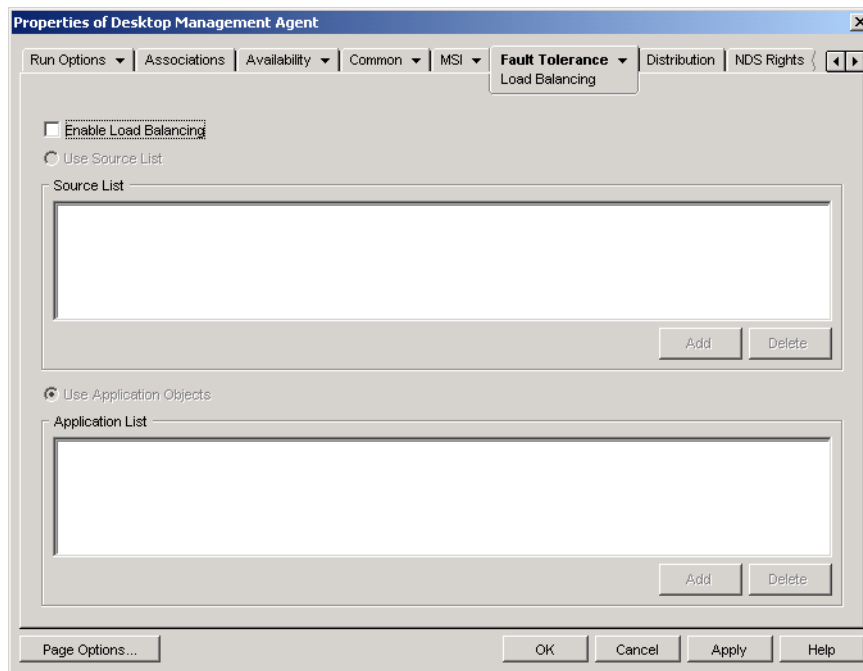 Properties of Desktop Management Agent
Run Options Associations Availability Common MSI Fault Tolerance Distribution NDS Rights
Load Balancing
Enable Load Balancing
Use Source List
Source List
Add Delete
Use Application Objects
Application List
Add Delete
Page Options... OK Cancel Apply Help